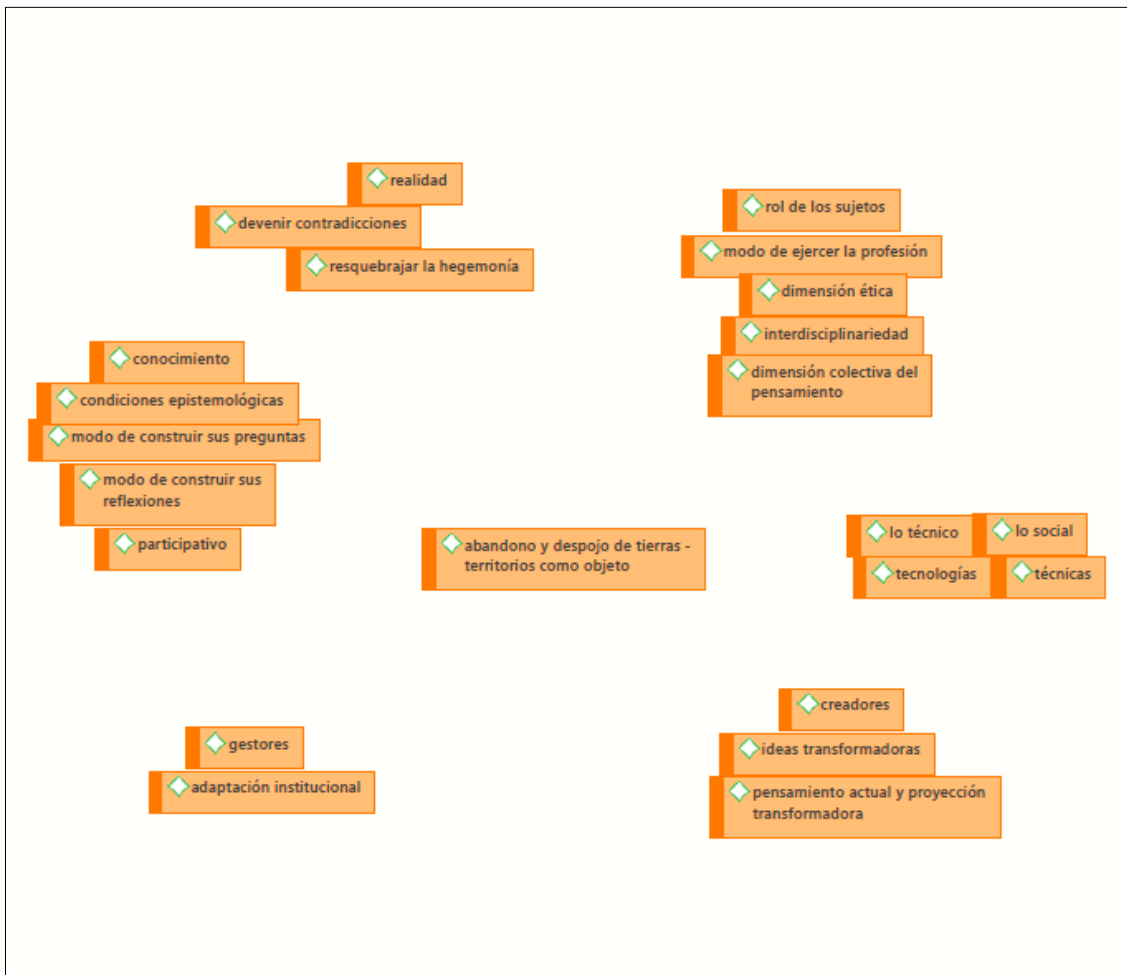 realidad
devenir contradicciones
resquebrajar la hegemonía
rol de los sujetos
modo de ejercer la profesión
dimensión ética
interdisciplinariedad
dimensión colectiva del
pensamiento
conocimiento
condiciones epistemológicas
modo de construir sus preguntas
modo de construir sus
reflexiones
participativo
abandono y despojo de tierras -
territorios como objeto
lo técnico
lo social
tecnologías
técnicas
gestores
adaptación institucional
creadores
ideas transformadoras
pensamiento actual y proyección
transformadora